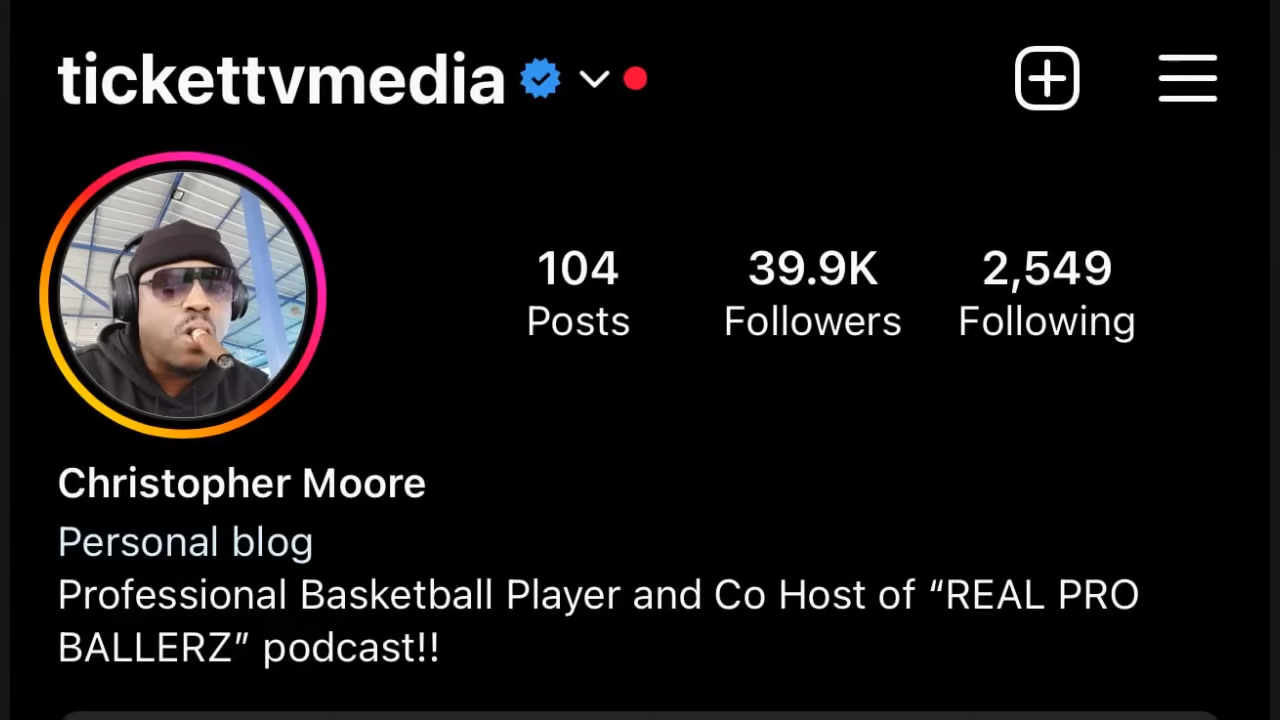 tickettvmedia
104 39.9K 2,549
Posts Followers Following
Christopher Moore
Personal blog
Professional Basketball Player and Co Host of “REAL PRO
BALLERZ” podcast!!